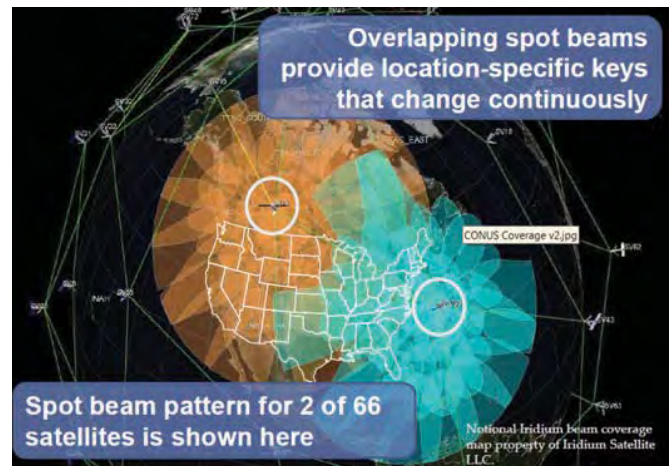 Overlapping spot beams
provide location-specific keys
that change continuously
CONUS Coverage v2.jpg
Spot beam pattern for 2 of 66
satellites is shown here
Notional Iridium beam coverage
map property of Iridium Satellite
LLC.